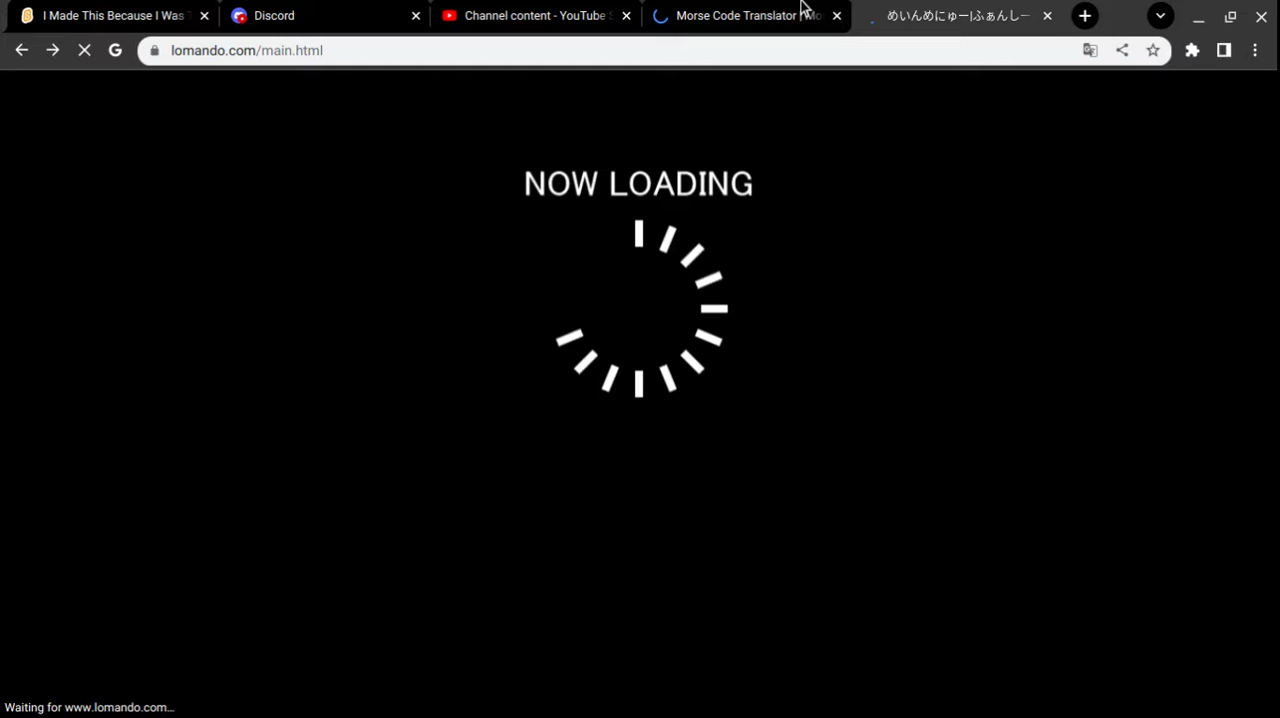 I Made This Because I Was
Discord
Channel content - YouTube
Morse Code Translator
めいんめにゅー|ふぁんしー
lomando.com/main.html
NOW LOADING
Waiting for www.lomando.com…